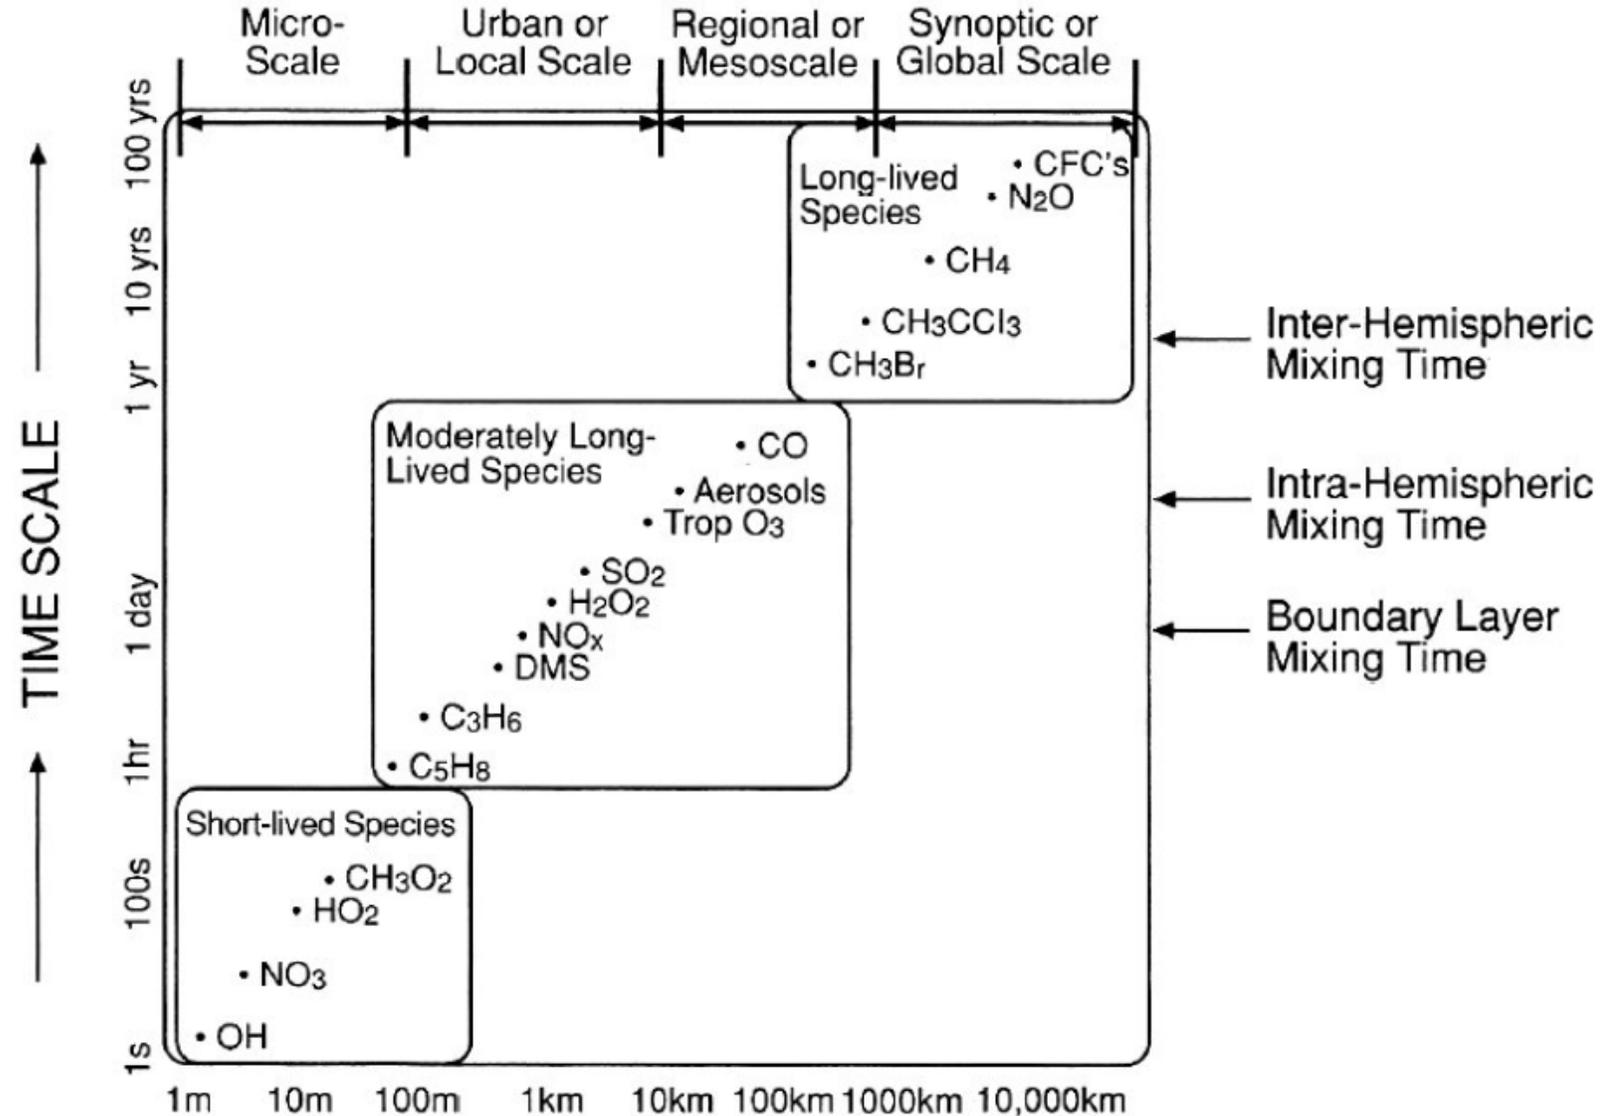 Micro-
Scale
Urban or
Local Scale
Regional or
Mesoscale
Synoptic or
Global Scale
TIME SCALE
100 yrs
10 yrs
1 yr
1 day
1hr
100s
1s
Long-lived
Species
CFC's
N2O
CH4
CH3CCl3
CH3Br
Moderately Long-
Lived Species
CO
Aerosols
Trop O3
SO2
H2O2
NOx
DMS
C3H6
C5H8
Short-lived Species
CH3O2
HO2
NO3
OH
Inter-Hemispheric
Mixing Time
Intra-Hemispheric
Mixing Time
Boundary Layer
Mixing Time
1m 10m 100m 1km 10km 100km 1000km 10,000km